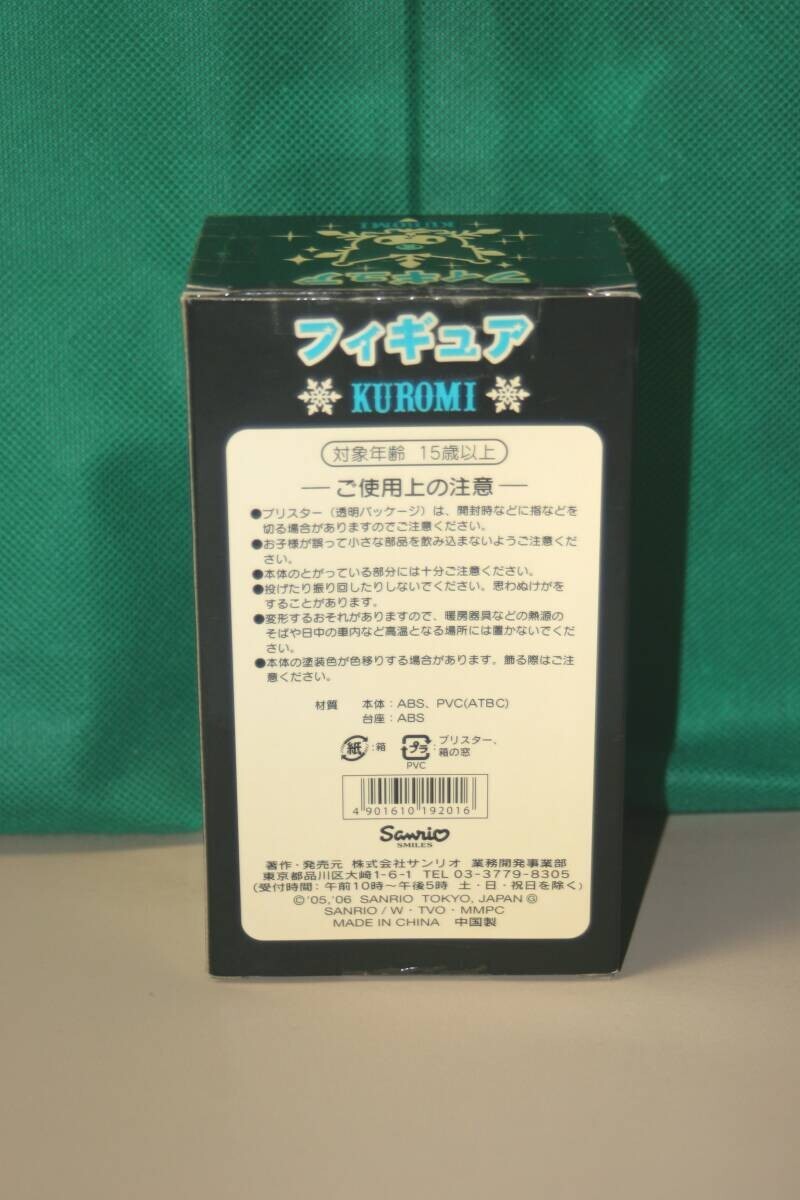 KUROMI
フィギュア
フィギュア
KUROMI
対象年齢 15歳以上
ご使用上の注意
●ブリスター（透明パッケージ）は、開封時などに指などを
切る場合がありますのでご注意ください。
●お子様が誤って小さな部品を飲み込まないようご注意くだ
さい。
●本体のとがっている部分には十分ご注意ください。
●投げたり振り回したりしないでください。思わぬけがを
することがあります。
●変形するおそれがありますので、暖房器具などの熱源の
そばや日中の車内など高温となる場所には置かないでくだ
さい。
●本体の塗装色が色移りする場合があります。飾る際はご注
意ください。
材質 本体：ABS、PVC(ATBC)
台座：ABS
紙 :箱 プラ :ブリスター、
箱の窓
PVC
4 901610 192016
Sanrio
SMILES
著作・発売元 株式会社サンリオ 業務開発事業部
東京都品川区大崎1-6-1 TEL 03-3779-8305
(受付時間：午前10時〜午後5時 土・日・祝日を除く)
©'05,'06 SANRIO TOKYO, JAPAN Ⓖ
SANRIO / W・TVO・MMPC
MADE IN CHINA 中国製